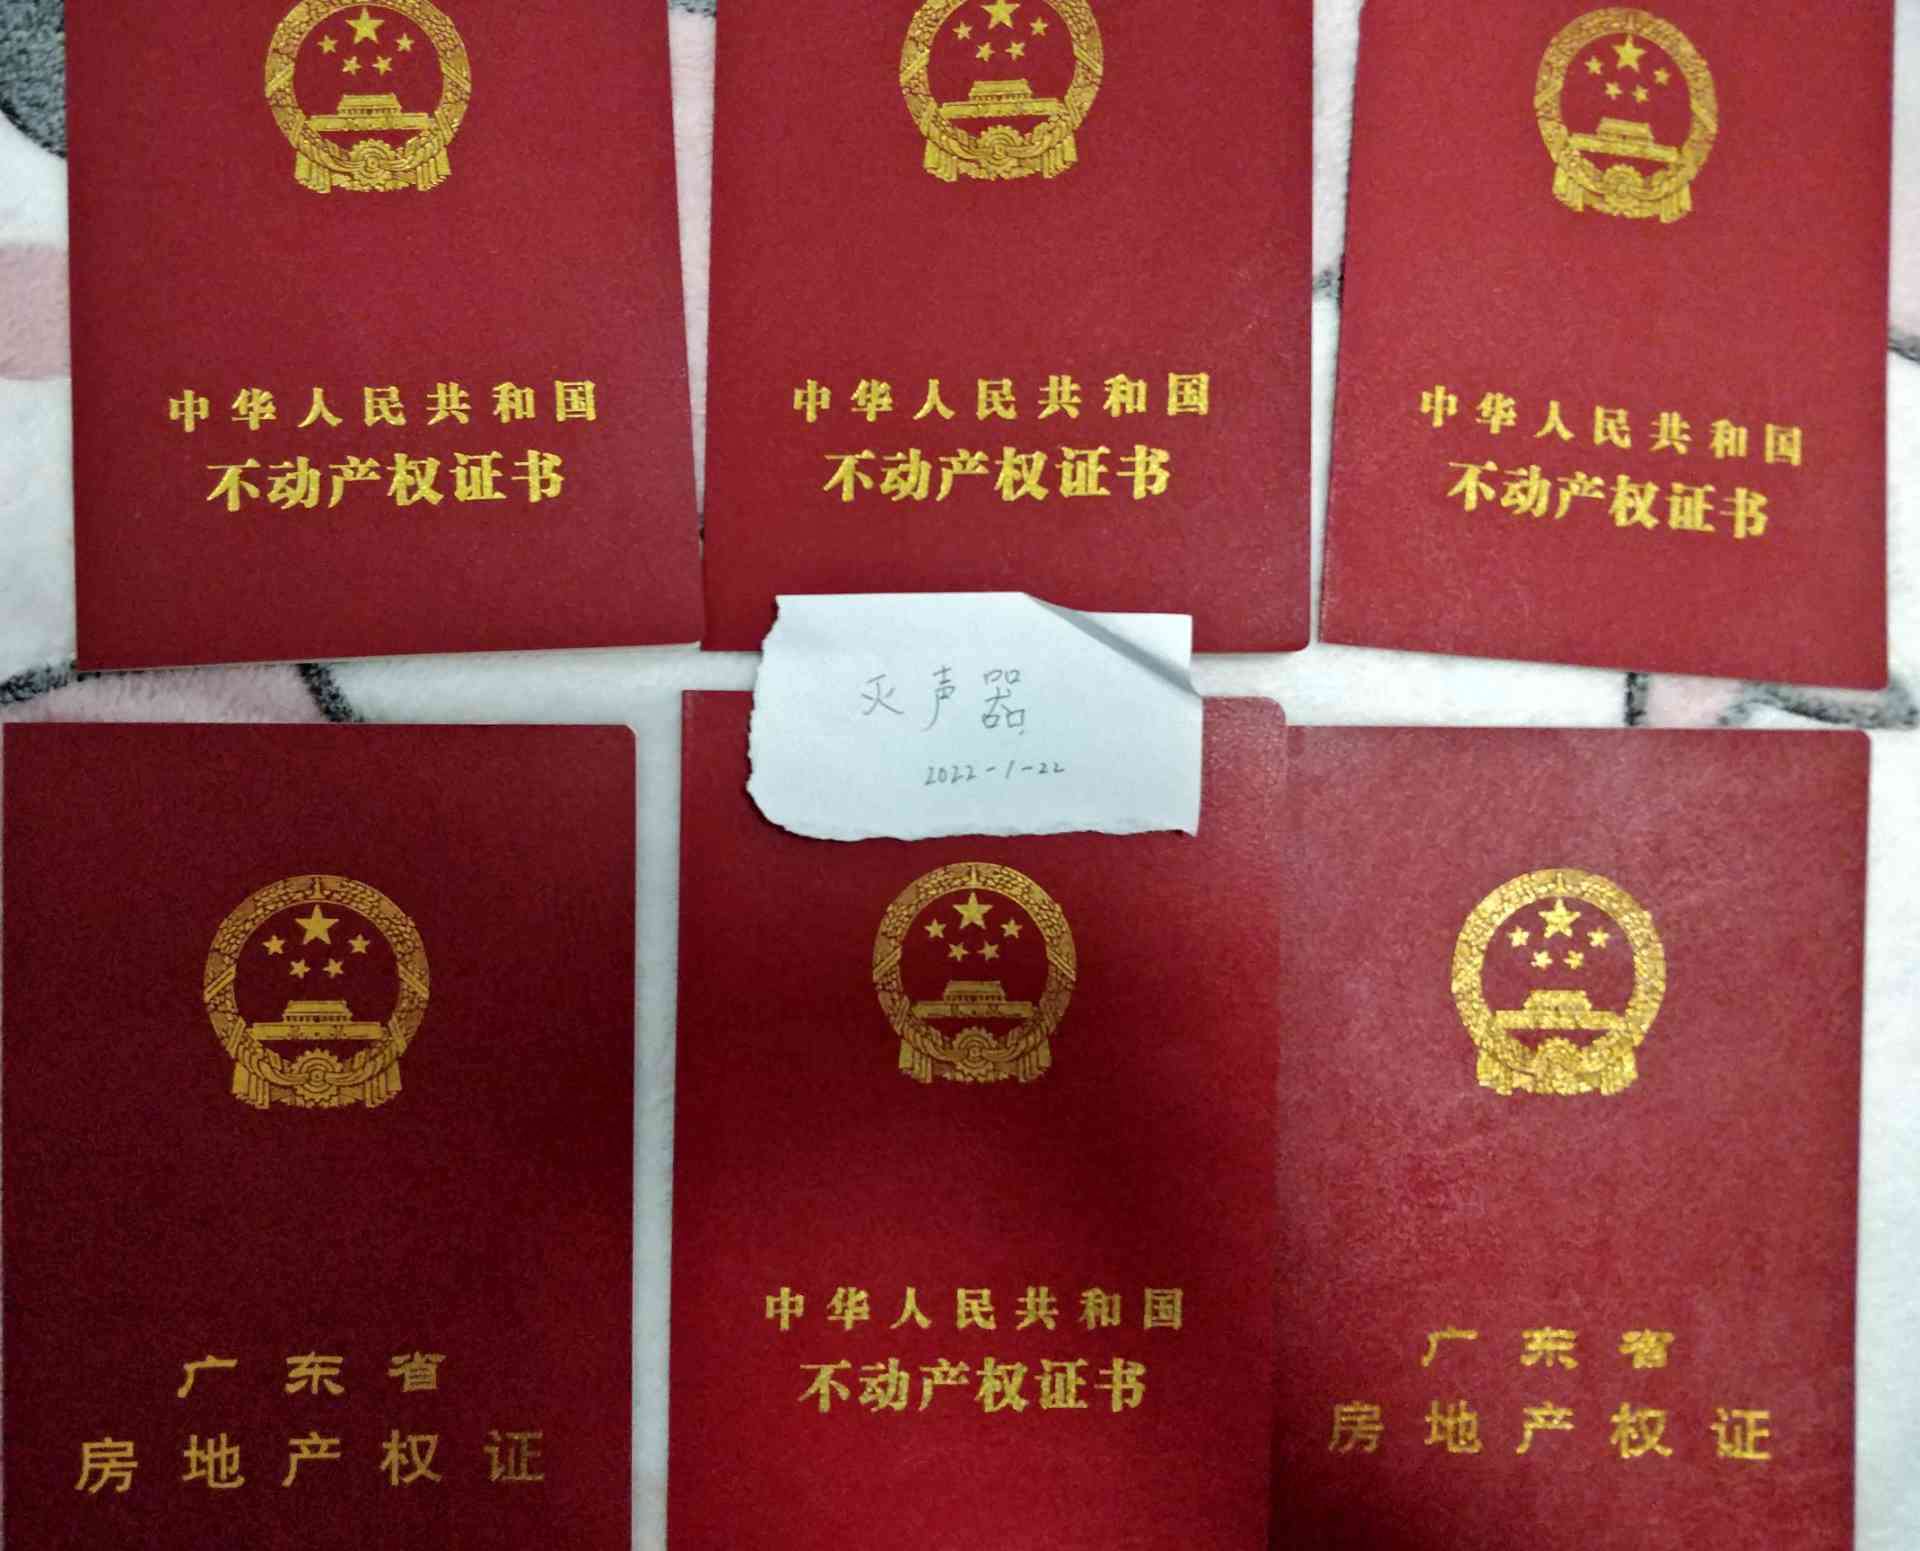 中华人民共和国
不动产权证书
中华人民共和国
不动产权证书
中华人民共和国
不动产权证书
灭声器
2022-1-22
广东省
房地产权证
中华人民共和国
不动产权证书
广东省
房地产权证